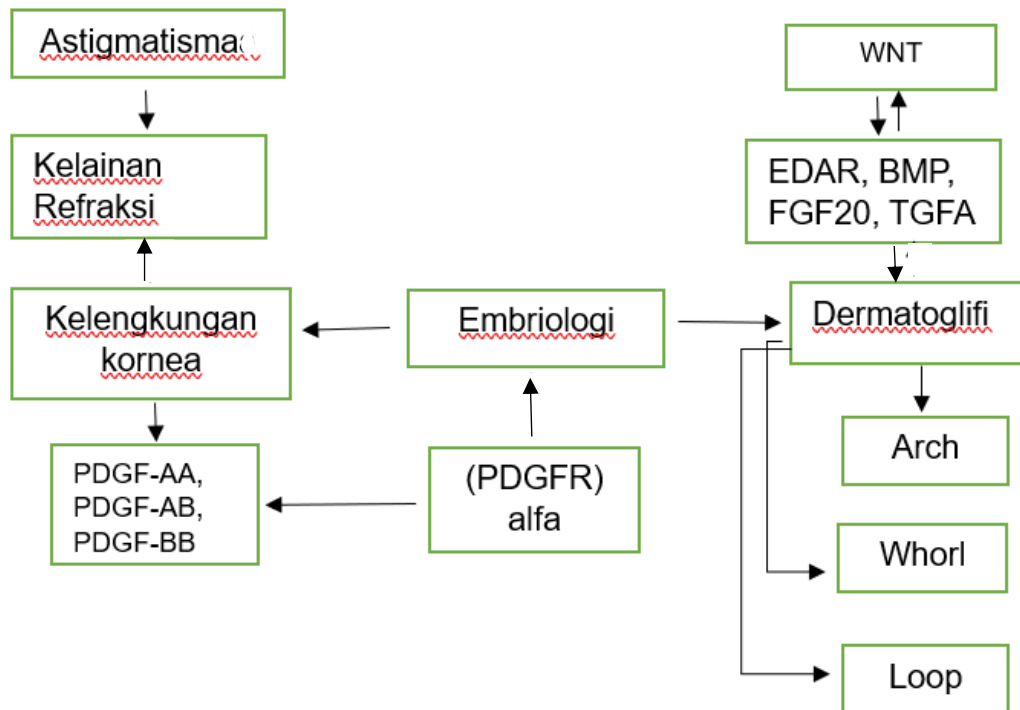 Astigmatisma
WNT
Kelainan
Refraksi
EDAR, BMP,
FGF20, TGFA
Kelengkungan
kornea
Embriologi
Dermatoglifi
PDGF-AA,
PDGF-AB,
PDGF-BB
(PDGFR)
alfa
Arch
Whorl
Loop